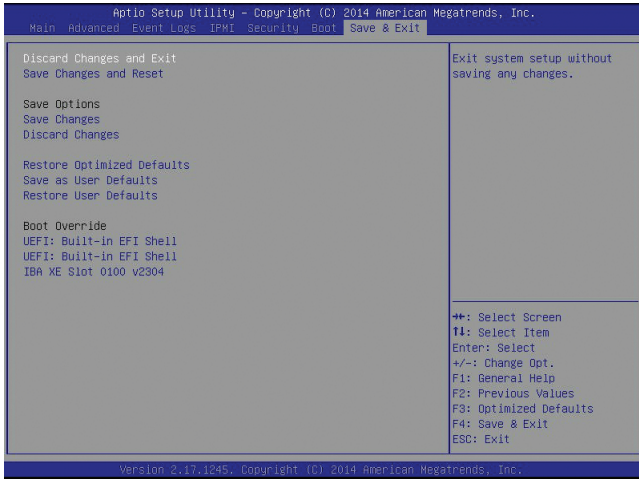 Aptio Setup Utility – Copyright (C) 2014 American Megatrends, Inc.
Main Advanced Event Logs IPMI Security Boot Save & Exit
Discard Changes and Exit
Save Changes and Reset
Save Options
Save Changes
Discard Changes
Restore Optimized Defaults
Save as User Defaults
Restore User Defaults
Boot Override
UEFI: Built-in EFI Shell
UEFI: Built-in EFI Shell
IBA XE Slot 0100 v2304
Exit system setup without
saving any changes.
→←: Select Screen
↑↓: Select Item
Enter: Select
+/-: Change Opt.
F1: General Help
F2: Previous Values
F3: Optimized Defaults
F4: Save & Exit
ESC: Exit
Version 2.17.1245. Copyright (C) 2014 American Megatrends, Inc.